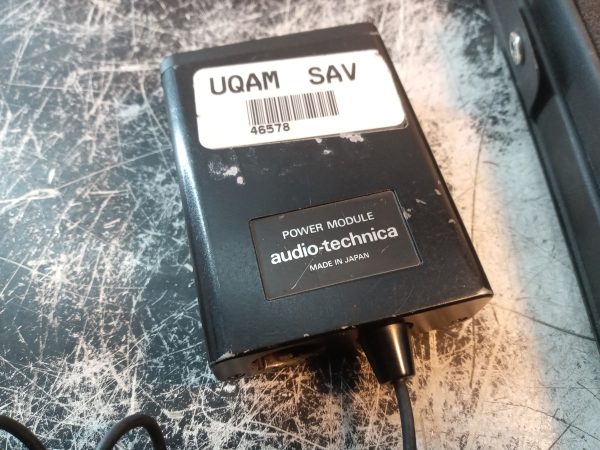 UQAM SAV
46578
POWER MODULE
audio-technica
MADE IN JAPAN